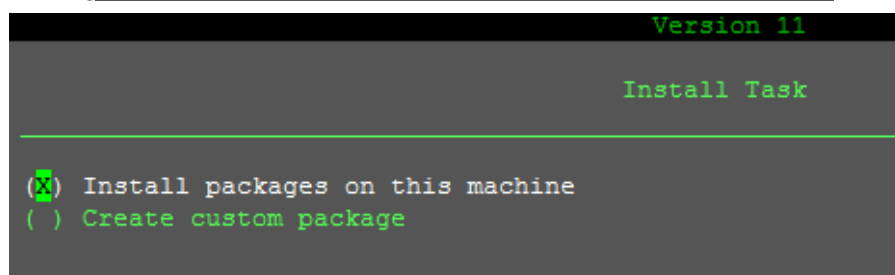 Version 11
Install Task
(X) Install packages on this machine
( ) Create custom package